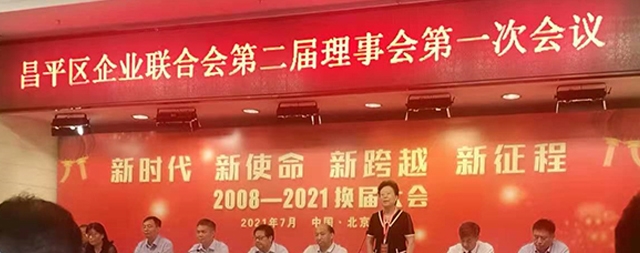 昌平区企业联合会第二届理事会第一次会议
新时代 新使命 新跨越 新征程
2008—2021换届 会
2021年7月 中国·北京